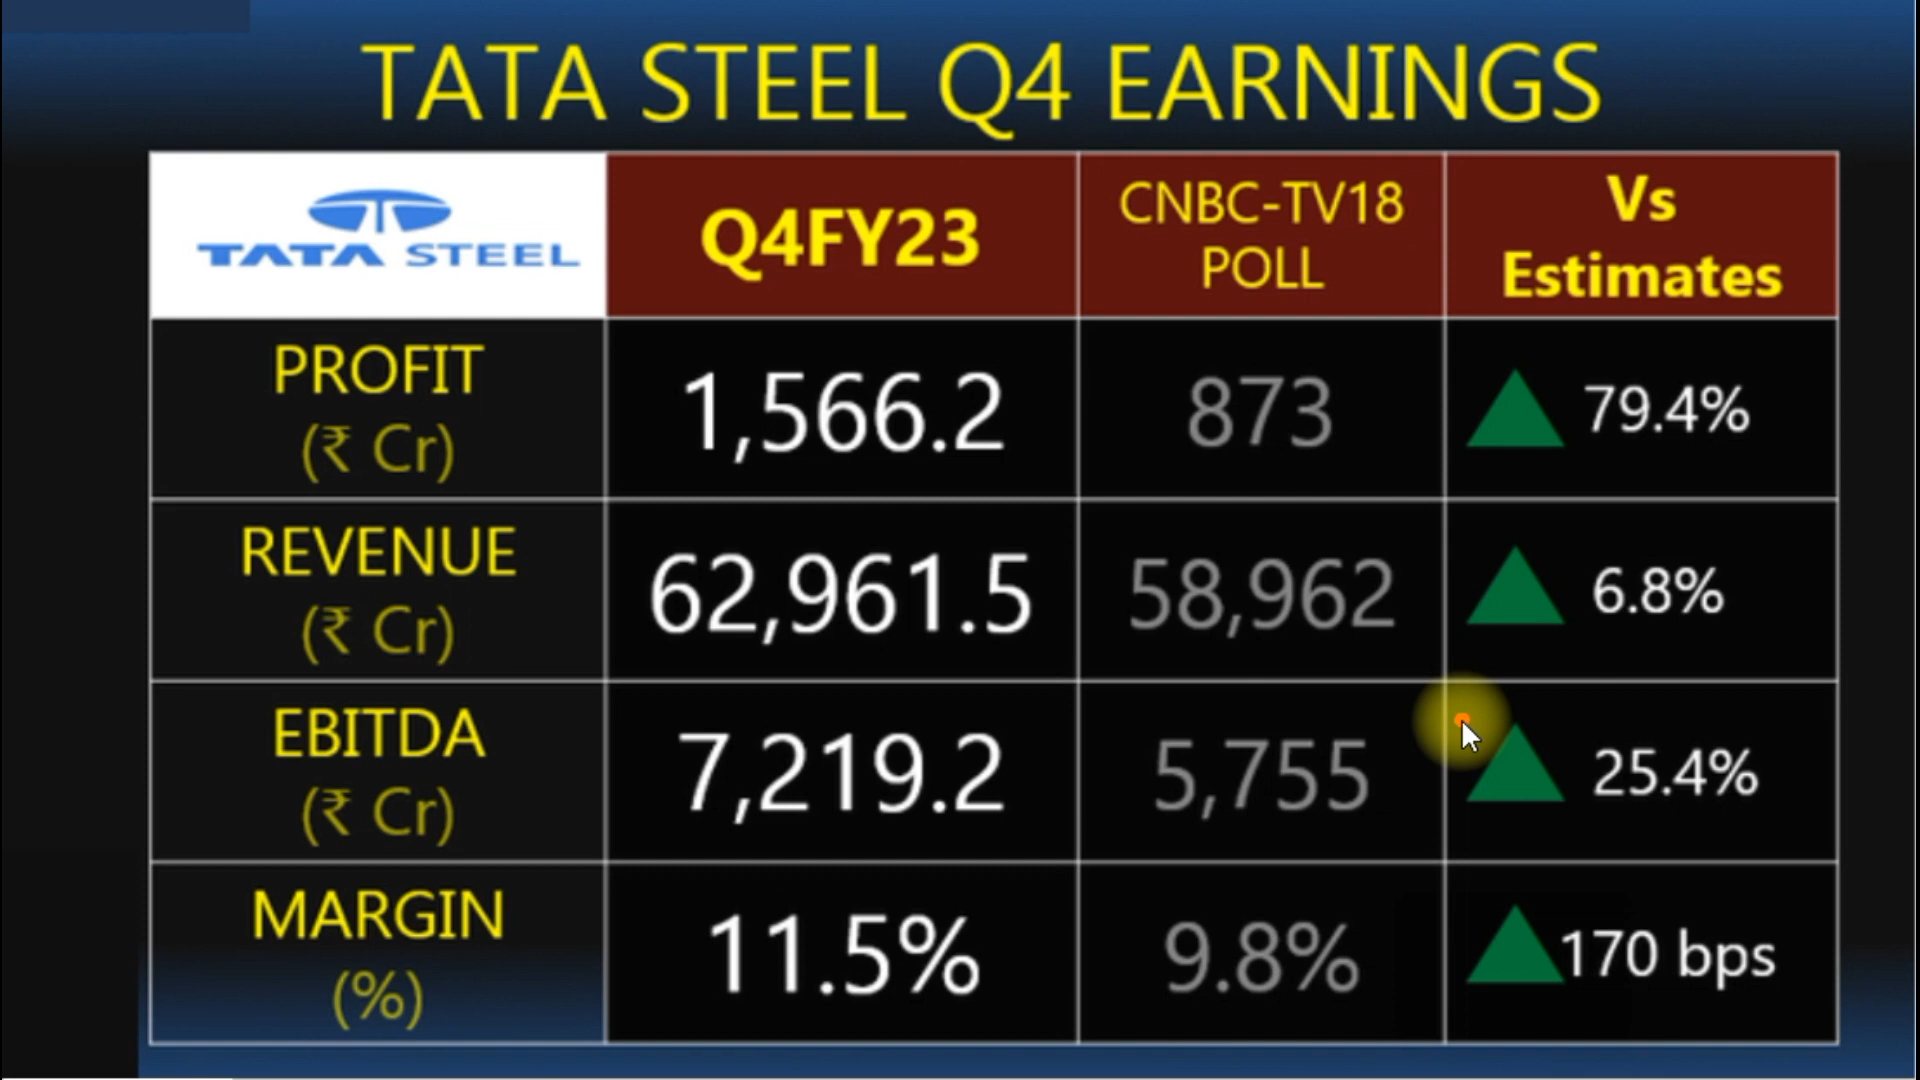 TATA STEEL Q4 EARNINGS
TATA STEEL
Q4FY23
CNBC-TV18
POLL
Vs
Estimates
PROFIT
(₹ Cr)
1,566.2
873
79.4%
REVENUE
(₹ Cr)
62,961.5
58,962
6.8%
EBITDA
(₹ Cr)
7,219.2
5,755
25.4%
MARGIN
(%)
11.5%
9.8%
170 bps